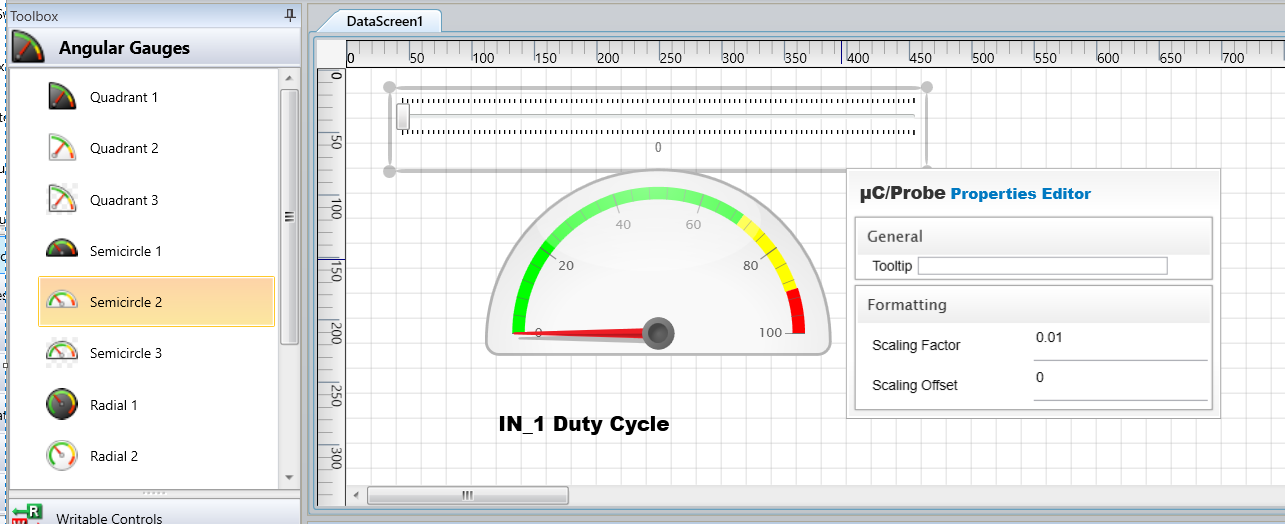 Toolbox
Angular Gauges
Quadrant 1
Quadrant 2
Quadrant 3
Semicircle 1
Semicircle 2
Semicircle 3
Radial 1
Radial 2
R
Writable Controls
DataScreen1
0 50 100 150 200 250 300 350 400 450 500 550 600 650 700
0
50
100
150
200
250
300
0
0 20 40 60 80 100
IN_1 Duty Cycle
µC/Probe Properties Editor
General
Tooltip
Formatting
Scaling Factor 0.01
Scaling Offset 0